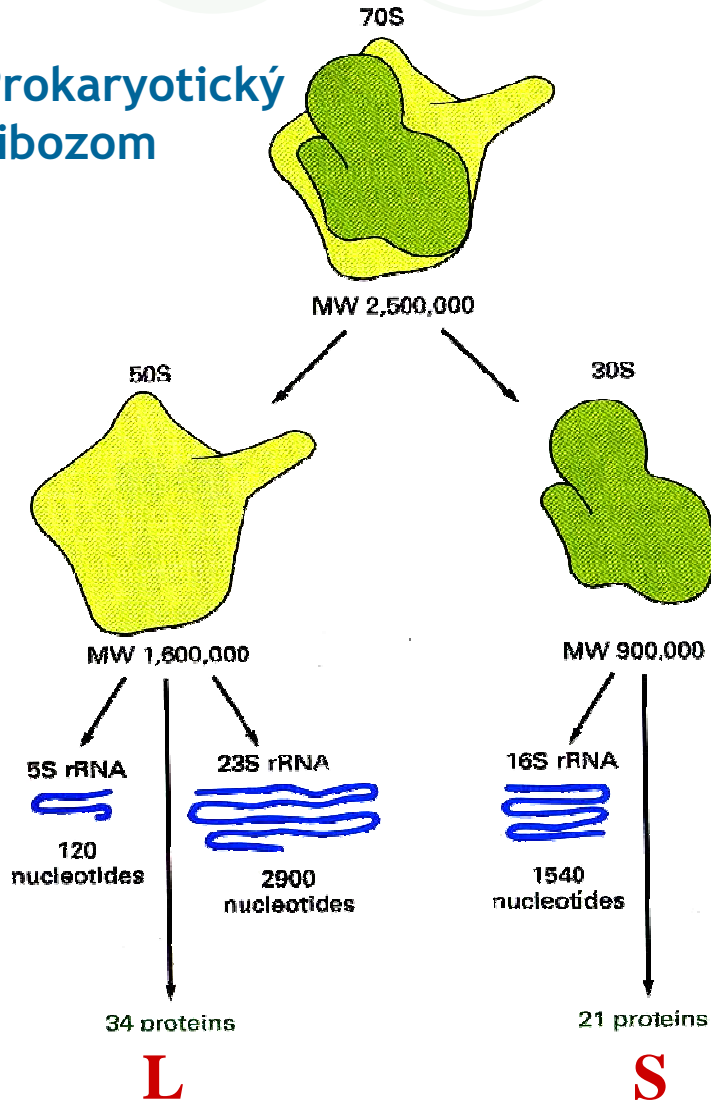 70S
Prokaryotický
ibozom
MW 2,500,000
50S
30S
MW 1,600,000
MW 900,000
5S rRNA
23S rRNA
16S rRNA
120
nucleotides
2900
nucleotides
1540
nucleotides
34 proteins
21 proteins
L
S